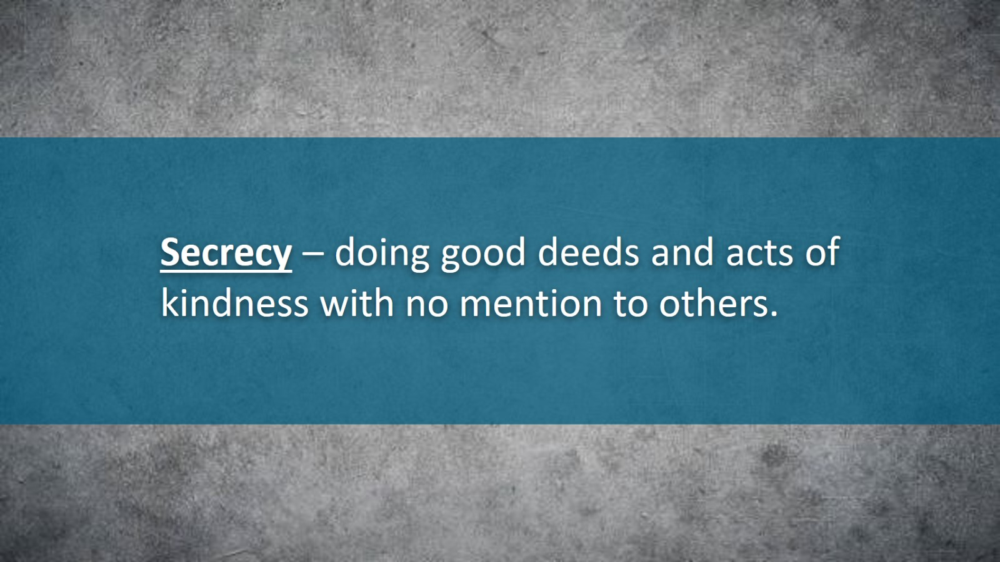 Secrecy – doing good deeds and acts of
kindness with no mention to others.